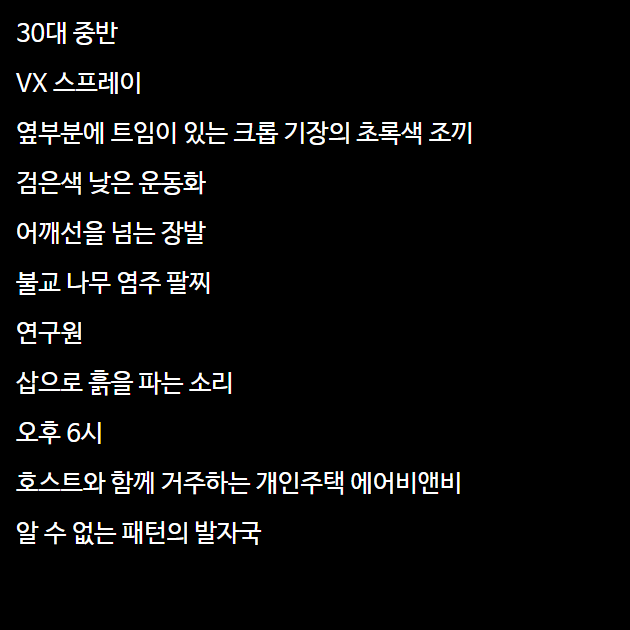 30대 중반
VX 스프레이
옆부분에 트임이 있는 크롭 기장의 초록색 조끼
검은색 낮은 운동화
어깨선을 넘는 장발
불교 나무 염주 팔찌
연구원
삽으로 흙을 파는 소리
오후 6시
호스트와 함께 거주하는 개인주택 에어비앤비
알 수 없는 패턴의 발자국